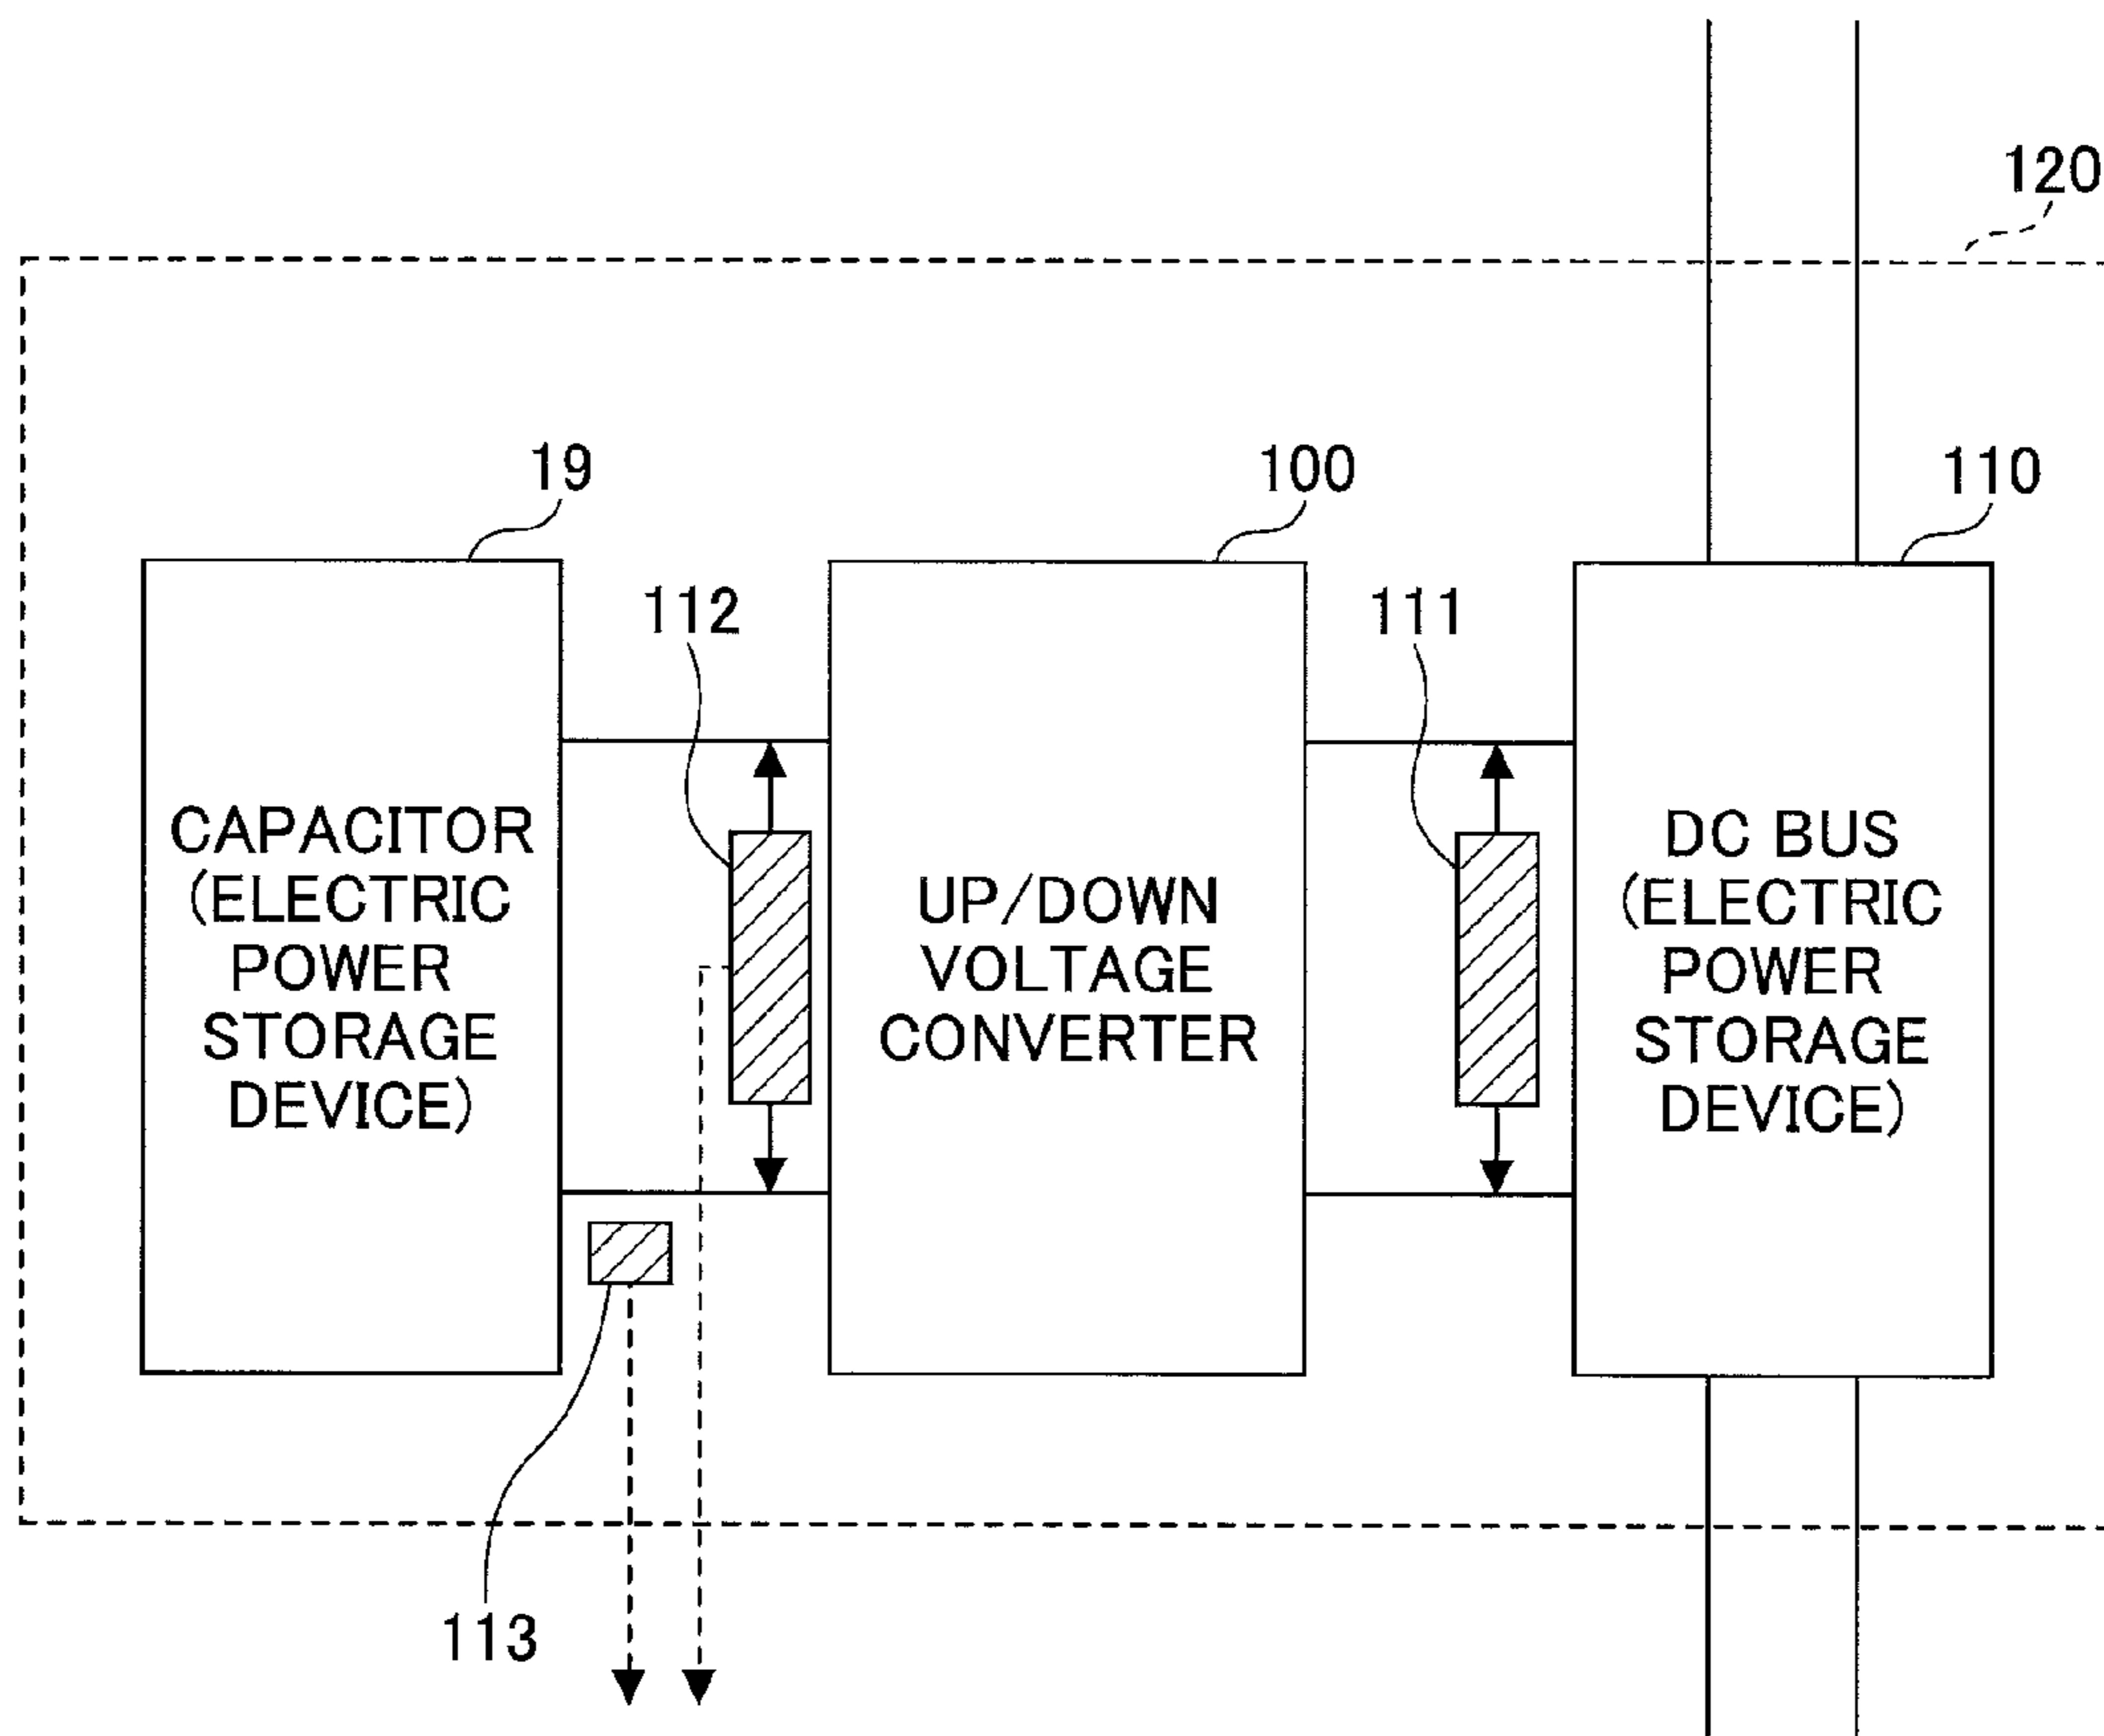 120
19
100
110
112
111
CAPACITOR
(ELECTRIC
POWER
STORAGE
DEVICE)
UP/DOWN
VOLTAGE
CONVERTER
DC BUS
(ELECTRIC
POWER
STORAGE
DEVICE)
113